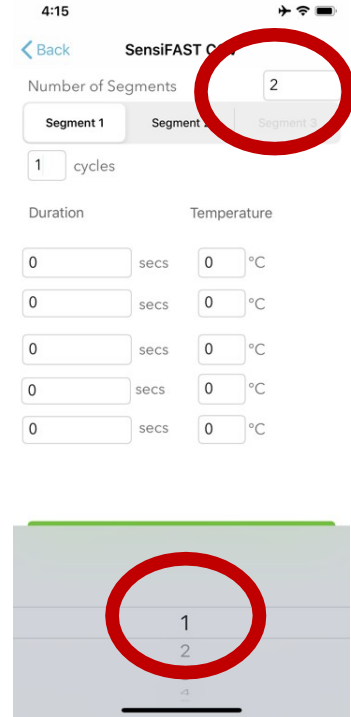 4:15
Back SensiFAST
Number of Segments 2
Segment 1 Segment Segment 3
1 cycles
Duration Temperature
0 secs 0 °C
0 secs 0 °C
0 secs 0 °C
0 secs 0 °C
0 secs 0 °C
1
2